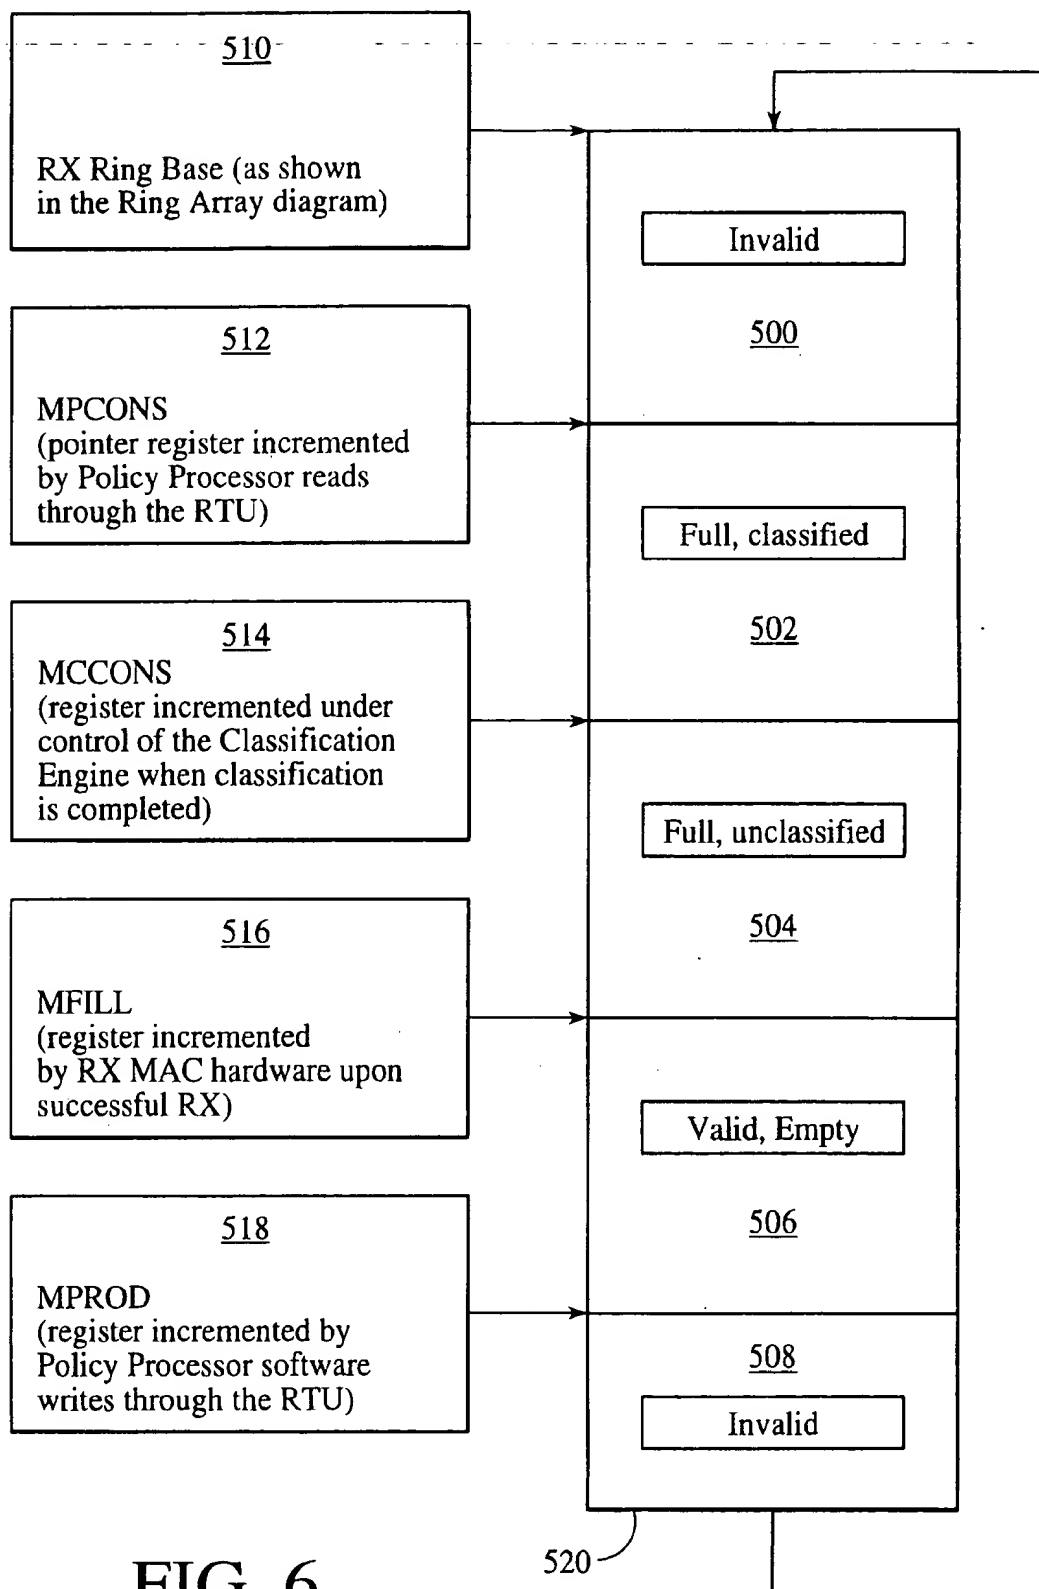 510
RX Ring Base (as shown
in the Ring Array diagram)
512
MPCONS
(pointer register incremented
by Policy Processor reads
through the RTU)
514
MCCONS
(register incremented under
control of the Classification
Engine when classification
is completed)
516
MFILL
(register incremented
by RX MAC hardware upon
successful RX)
518
MPROD
(register incremented by
Policy Processor software
writes through the RTU)
Invalid
500
Full, classified
502
Full, unclassified
504
Valid, Empty
506
508
Invalid
520
FIG. 6